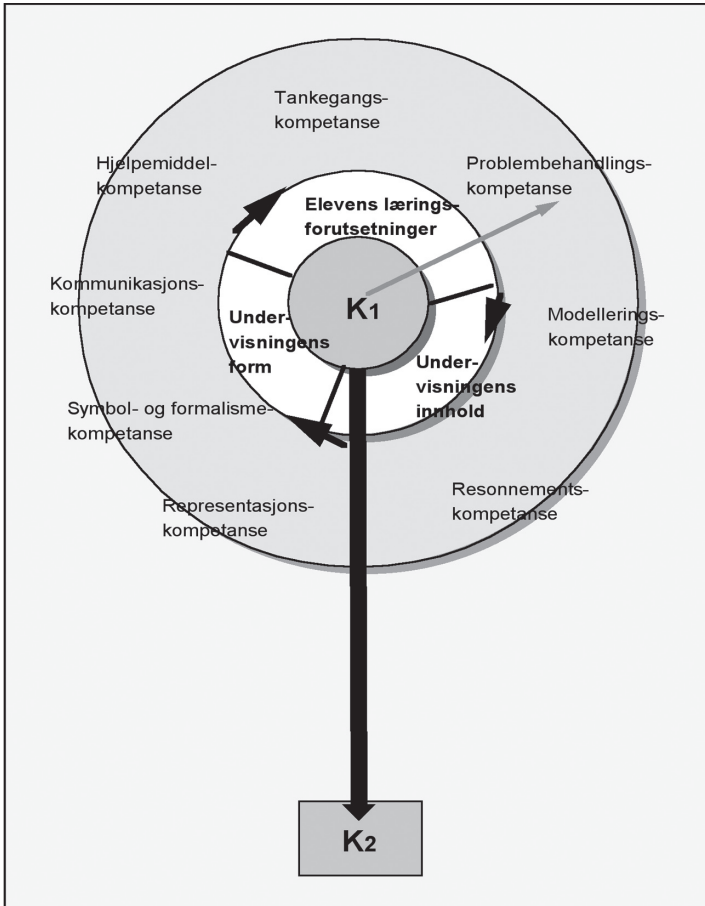 Tankegangs-
kompetanse
Hjelpemiddel-
kompetanse
Problembehandlings-
kompetanse
Elevens lærings-
forutsetninger
Kommunikasjons-
kompetanse
K1
Under-
visningens
form
Modellerings-
kompetanse
Under-
visningens
innhold
Symbol- og formalisme-
kompetanse
Representasjons-
kompetanse
Resonnements-
kompetanse
K2